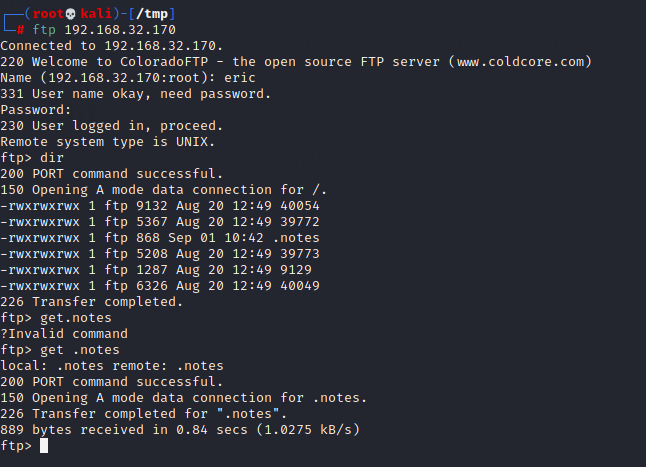 ┌──(root💀kali)-[/tmp]
└─# ftp 192.168.32.170
Connected to 192.168.32.170.
220 Welcome to ColoradoFTP - the open source FTP server (www.coldcore.com)
Name (192.168.32.170:root): eric
331 User name okay, need password.
Password:
230 User logged in, proceed.
Remote system type is UNIX.
ftp> dir
200 PORT command successful.
150 Opening A mode data connection for /.
-rwxrwxrwx 1 ftp 9132 Aug 20 12:49 40054
-rwxrwxrwx 1 ftp 5367 Aug 20 12:49 39772
-rwxrwxrwx 1 ftp 868 Sep 01 10:42 .notes
-rwxrwxrwx 1 ftp 5208 Aug 20 12:49 39773
-rwxrwxrwx 1 ftp 1287 Aug 20 12:49 9129
-rwxrwxrwx 1 ftp 6326 Aug 20 12:49 40049
226 Transfer completed.
ftp> get.notes
?Invalid command
ftp> get .notes
local: .notes remote: .notes
200 PORT command successful.
150 Opening A mode data connection for .notes.
226 Transfer completed for ".notes".
889 bytes received in 0.84 secs (1.0275 kB/s)
ftp>